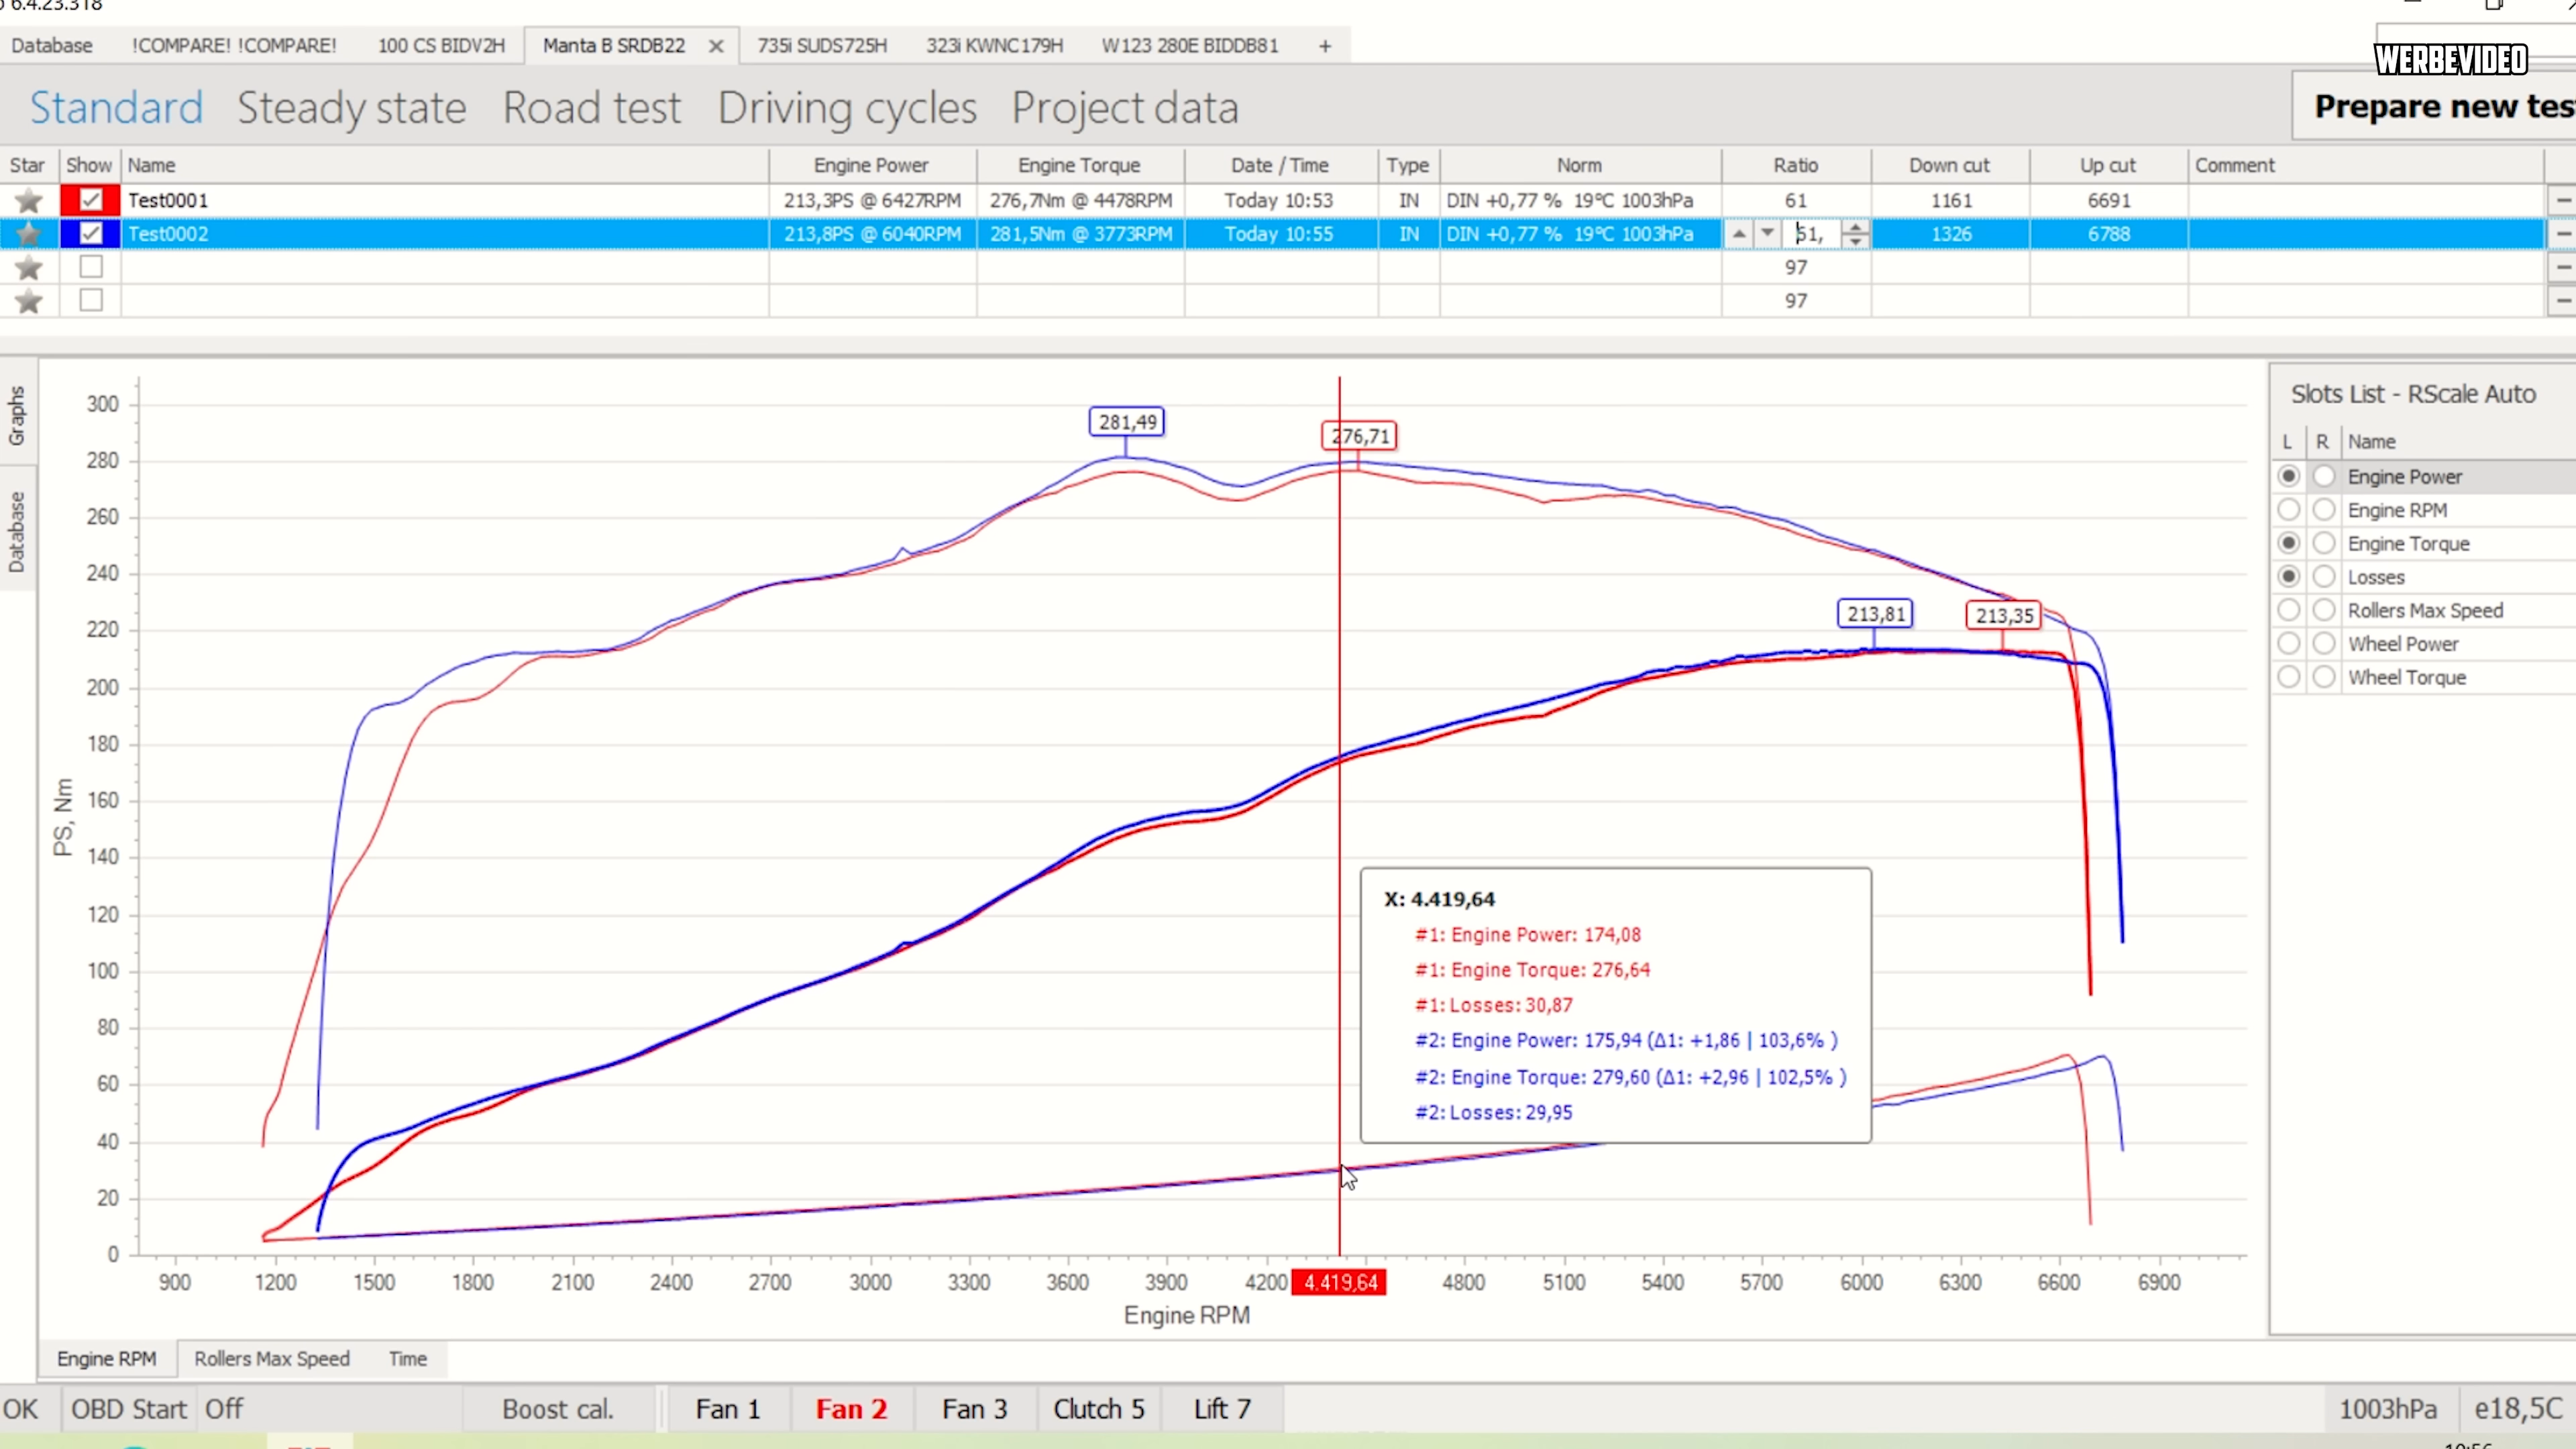 6.4.23.318
Database !COMPARE! !COMPARE! 100 CS BIDV2H Manta B SRDB22 735i SUDS725H 323i KWNC179H W123 280E BIDDB81 +
WERBEVIDEO
Standard Steady state Road test Driving cycles Project data Prepare new tes
Star Show Name Engine Power Engine Torque Date / Time Type Norm Ratio Down cut Up cut Comment
Test0001 213,3PS @ 6427RPM 276,7Nm @ 4478RPM Today 10:53 IN DIN +0,77 % 19°C 1003hPa 61 1161 6691
Test0002 213,8PS @ 6040RPM 281,5Nm @ 3773RPM Today 10:55 IN DIN +0,77 % 19°C 1003hPa 61, 1326 6788
97
97
Graphs
Database
300
280
260
240
220
200
180
160
140
120
100
80
60
40
20
0
PS, Nm
281,49
276,71
213,81
213,35
X: 4.419,64
#1: Engine Power: 174,08
#1: Engine Torque: 276,64
#1: Losses: 30,87
#2: Engine Power: 175,94 (Δ1: +1,86 | 103,6% )
#2: Engine Torque: 279,60 (Δ1: +2,96 | 102,5% )
#2: Losses: 29,95
900 1200 1500 1800 2100 2400 2700 3000 3300 3600 3900 4200 4.419,64 4800 5100 5400 5700 6000 6300 6600 6900
Engine RPM
Slots List - RScale Auto
L R Name
Engine Power
Engine RPM
Engine Torque
Losses
Rollers Max Speed
Wheel Power
Wheel Torque
Engine RPM Rollers Max Speed Time
OK OBD Start Off Boost cal. Fan 1 Fan 2 Fan 3 Clutch 5 Lift 7 1003hPa e18,5C
10:56